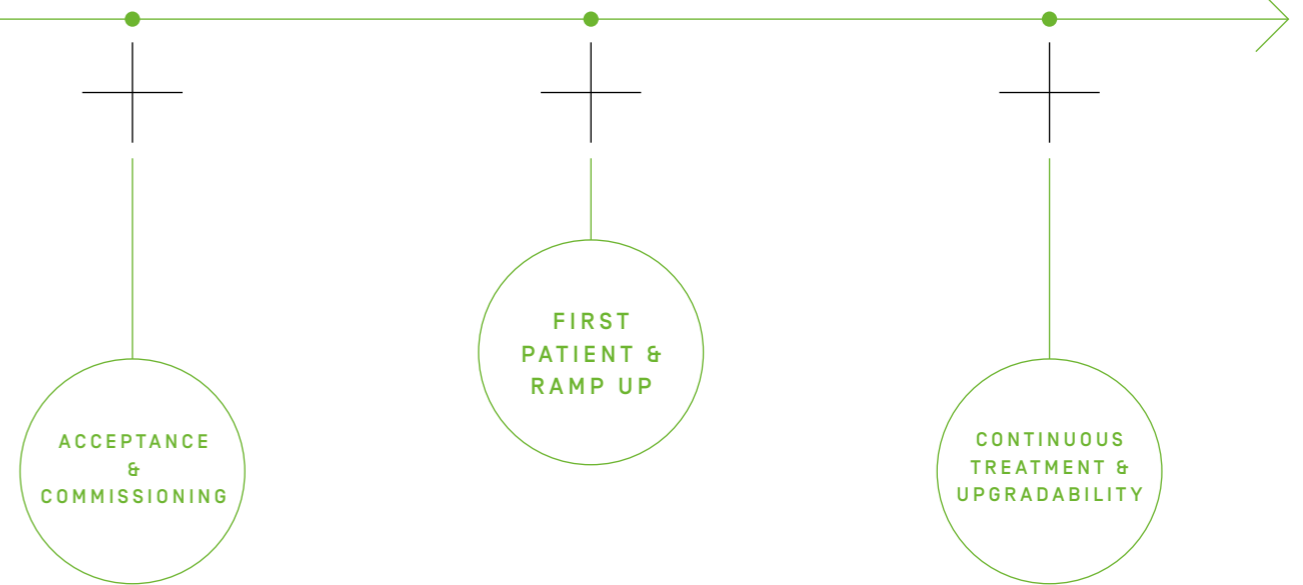 ACCEPTANCE
&
COMMISSIONING
FIRST
PATIENT &
RAMP UP
CONTINUOUS
TREATMENT &
UPGRADABILITY